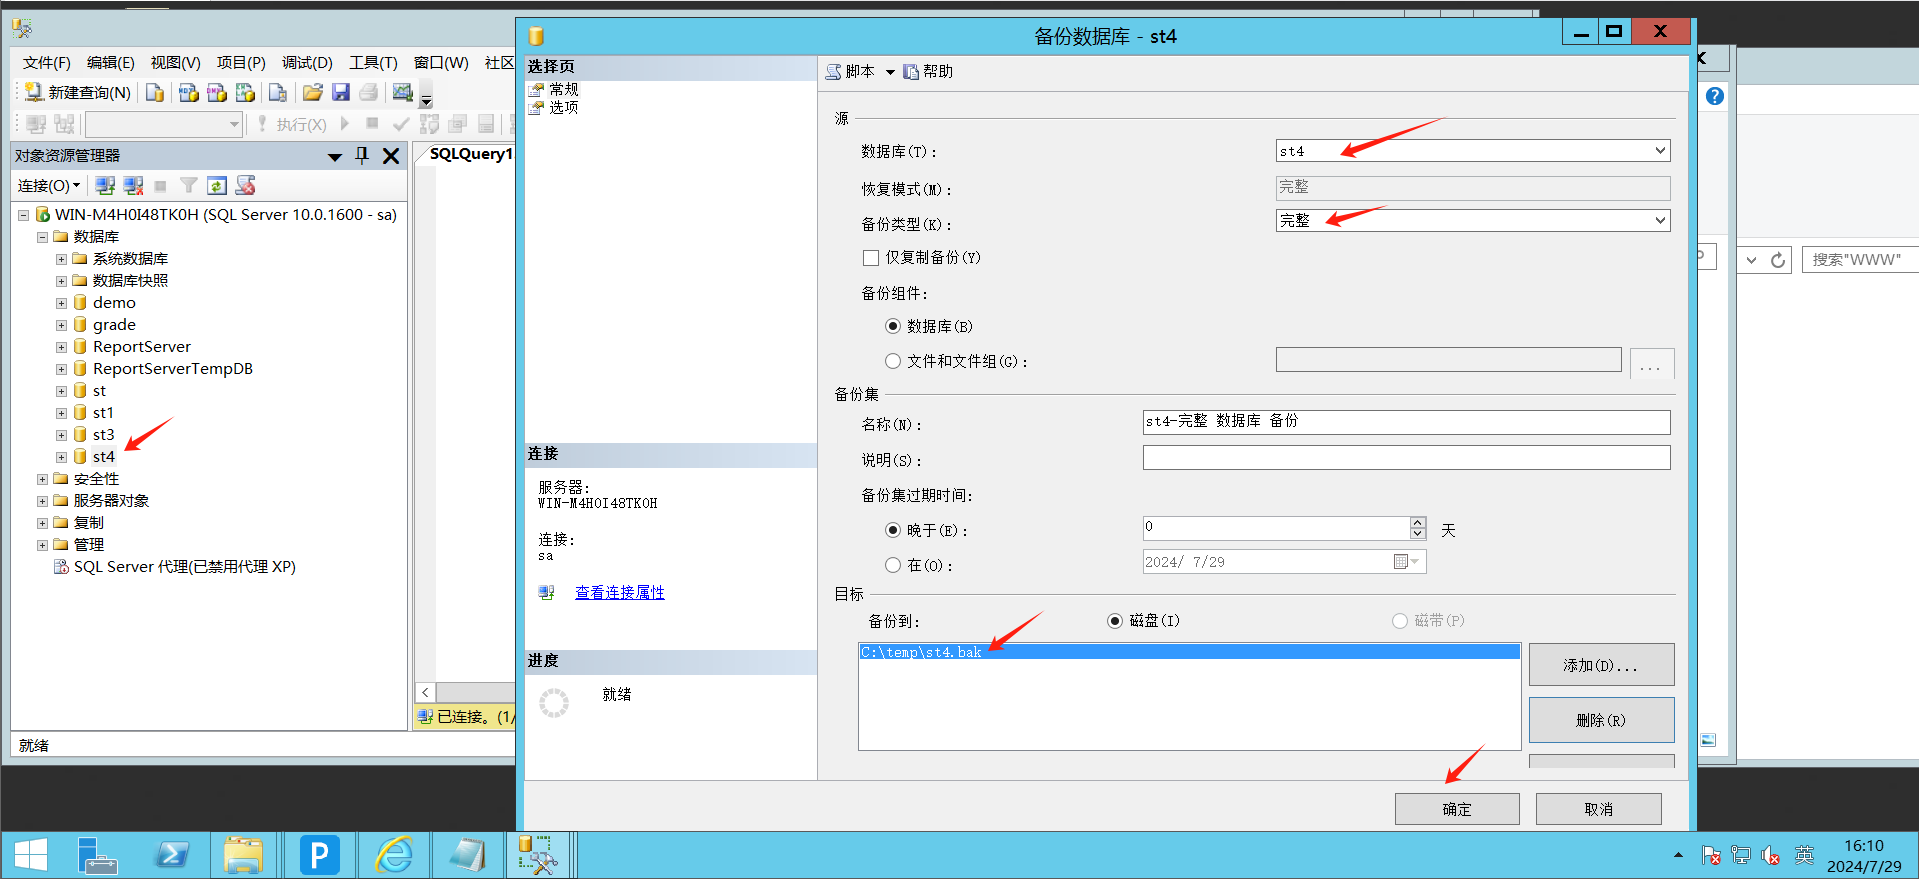 文件(F) 编辑(E) 视图(V) 项目(P) 调试(D) 工具(T) 窗口(W) 社区
新建查询(N)
执行(X)
对象资源管理器
连接(O)
WIN-M4H0I48TK0H (SQL Server 10.0.1600 - sa)
数据库
系统数据库
数据库快照
demo
grade
ReportServer
ReportServerTempDB
st
st1
st3
st4
安全性
服务器对象
复制
管理
SQL Server 代理(已禁用代理 XP)
就绪
SQLQuery1
已连接。(1/
备份数据库 - st4
选择页
常规
选项
连接
服务器:
WIN-M4H0I48TK0H
连接:
sa
查看连接属性
进度
就绪
脚本 帮助
源
数据库(T): st4
恢复模式(M): 完整
备份类型(K): 完整
仅复制备份(Y)
备份组件:
数据库(B)
文件和文件组(G): ...
备份集
名称(N): st4-完整 数据库 备份
说明(S):
备份集过期时间:
晚于(E): 0 天
在(O): 2024/ 7/29
目标
备份到: 磁盘(I) 磁带(P)
C:\temp\st4.bak
添加(D)...
删除(R)
确定 取消
搜索"WWW"
英
16:10
2024/7/29